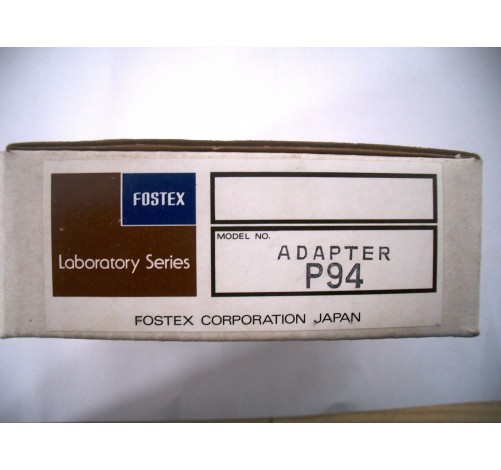 FOSTEX
Laboratory Series
MODEL NO.
ADAPTER
P94
FOSTEX CORPORATION JAPAN